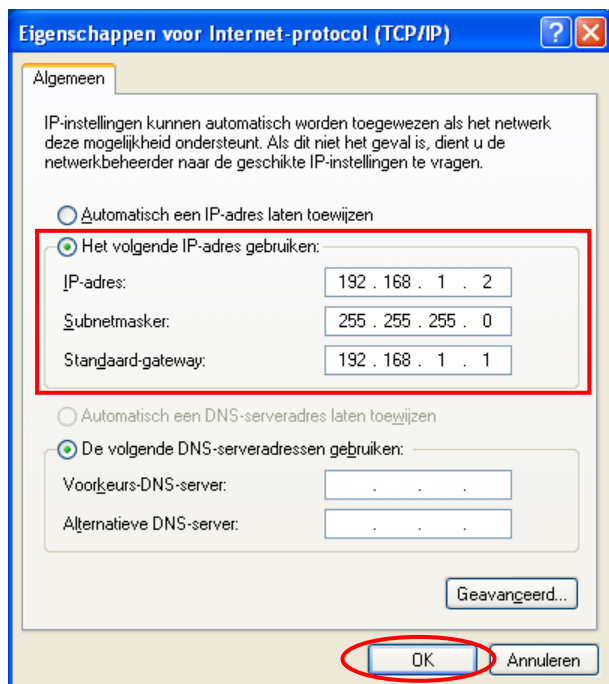 Eigenschappen voor Internet-protocol (TCP/IP)
Algemeen
IP-instellingen kunnen automatisch worden toegewezen als het netwerk
deze mogelijkheid ondersteunt. Als dit niet het geval is, dient u de
netwerkbeheerder naar de geschikte IP-instellingen te vragen.
Automatisch een IP-adres laten toewijzen
Het volgende IP-adres gebruiken:
IP-adres: 192 . 168 . 1 . 2
Subnetmasker: 255 . 255 . 255 . 0
Standaard-gateway: 192 . 168 . 1 . 1
Automatisch een DNS-serveradres laten toewijzen
De volgende DNS-serveradressen gebruiken:
Voorkeurs-DNS-server: . . .
Alternatieve DNS-server: . . .
Geavanceerd...
OK Annuleren